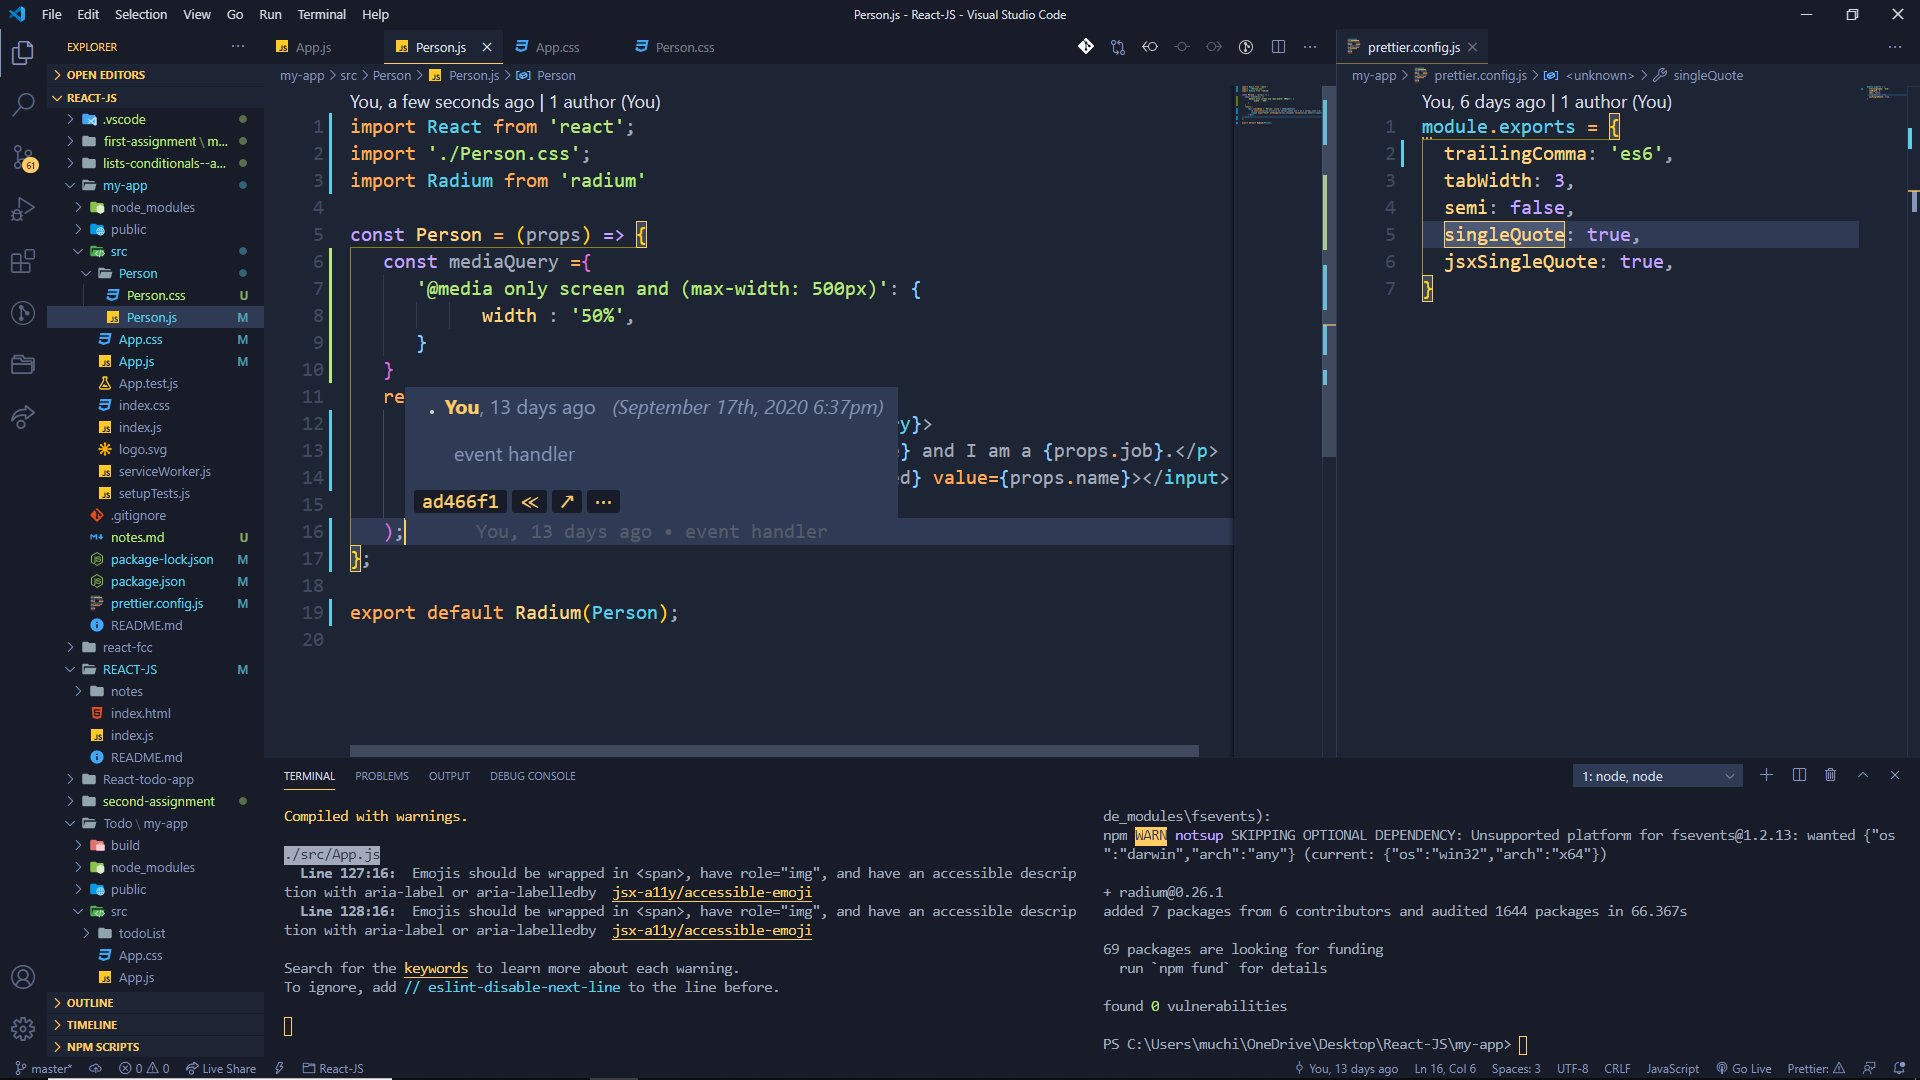 File Edit Selection View Go Run Terminal Help
Person.js - React-JS - Visual Studio Code
EXPLORER
OPEN EDITORS
REACT-JS
.vscode
first-assignment \ m...
lists-conditionals--a...
my-app
node_modules
public
src
Person
Person.css U
Person.js M
App.css M
App.js M
App.test.js
index.css
index.js
logo.svg
serviceWorker.js
setupTests.js
.gitignore
notes.md U
package-lock.json M
package.json M
prettier.config.js M
README.md
react-fcc
REACT-JS M
notes
index.html
index.js
README.md
React-todo-app
second-assignment
Todo \ my-app
build
node_modules
public
src
todoList
App.css
App.js
OUTLINE
TIMELINE
NPM SCRIPTS
61
App.js Person.js App.css Person.css
my-app > src > Person > Person.js > Person
You, a few seconds ago | 1 author (You)
1 import React from 'react';
2 import './Person.css';
3 import Radium from 'radium'
4
5 const Person = (props) => {
6 const mediaQuery ={
7 '@media only screen and (max-width: 500px)': {
8 width : '50%',
9 }
10 }
11 re
12 ry}>
13 } and I am a {props.job}.</p>
14 d} value={props.name}></input>
15
16 ); You, 13 days ago • event handler
17 };
18
19 export default Radium(Person);
20
You, 13 days ago (September 17th, 2020 6:37pm)
event handler
ad466f1 ...
prettier.config.js
my-app > prettier.config.js > <unknown> > singleQuote
You, 6 days ago | 1 author (You)
1 module.exports = {
2 trailingComma: 'es6',
3 tabWidth: 3,
4 semi: false,
5 singleQuote: true,
6 jsxSingleQuote: true,
7 }
TERMINAL PROBLEMS OUTPUT DEBUG CONSOLE
1: node, node
Compiled with warnings.
./src/App.js
Line 127:16: Emojis should be wrapped in <span>, have role="img", and have an accessible descrip
tion with aria-label or aria-labelledby jsx-a11y/accessible-emoji
Line 128:16: Emojis should be wrapped in <span>, have role="img", and have an accessible descrip
tion with aria-label or aria-labelledby jsx-a11y/accessible-emoji
Search for the keywords to learn more about each warning.
To ignore, add // eslint-disable-next-line to the line before.
de_modules\fsevents):
npm WARN notsup SKIPPING OPTIONAL DEPENDENCY: Unsupported platform for fsevents@1.2.13: wanted {"os
":"darwin","arch":"any"} (current: {"os":"win32","arch":"x64"})
+ radium@0.26.1
added 7 packages from 6 contributors and audited 1644 packages in 66.367s
69 packages are looking for funding
run `npm fund` for details
found 0 vulnerabilities
PS C:\Users\muchi\OneDrive\Desktop\React-JS\my-app>
master* 0 0 Live Share React-JS
You, 13 days ago Ln 16, Col 6 Spaces: 3 UTF-8 CRLF JavaScript Go Live Prettier: